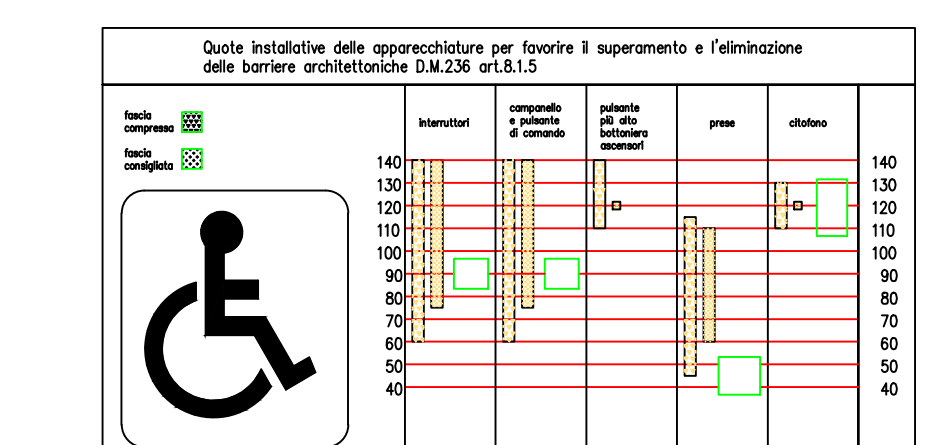 Quote installative delle apparecchiature per favorire il superamento e l'eliminazione
delle barriere architettoniche D.M.236 art.8.1.5
fascia
compressa
fascia
consigliata
interruttori
campanello
e pulsante
di comando
pulsante
più alto
bottoniera
ascensori
prese
citofono
140 140
130 130
120 120
110 110
100 100
90 90
80 80
70 70
60 60
50 50
40 40